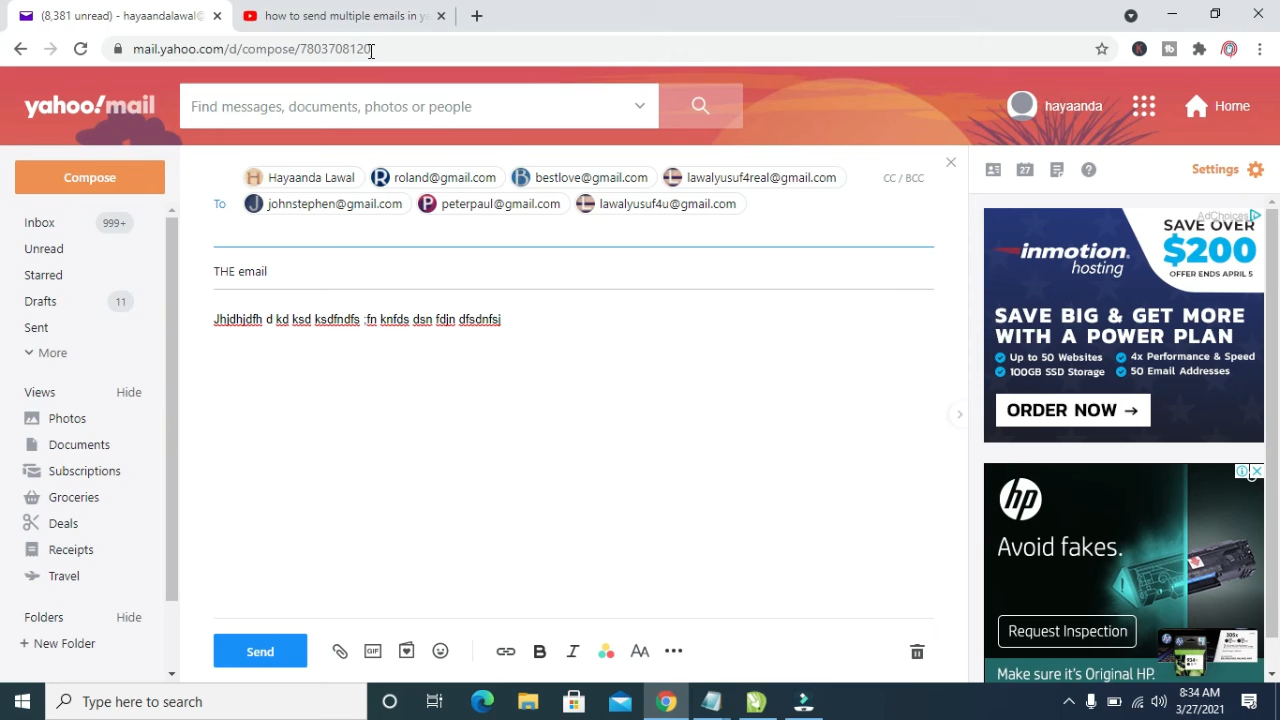 (8,381 unread) - hayaandalawal@
how to send multiple emails in y
mail.yahoo.com/d/compose/7803708120
yahoo!mail
Find messages, documents, photos or people
hayaanda
Home
Compose
Inbox 999+
Unread
Starred
Drafts 11
Sent
More
Views Hide
Photos
Documents
Subscriptions
Groceries
Deals
Receipts
Travel
Folders Hide
+ New Folder
H Hayaanda Lawal R roland@gmail.com B bestlove@gmail.com L lawalyusuf4real@gmail.com CC / BCC
To J johnstephen@gmail.com P peterpaul@gmail.com L lawalyusuf4u@gmail.com
THE email
Jhjdhjdfh d kd ksd ksdfndfs ;fn knfds dsn fdjn dfsdnfsj
Send
GIF
B I AA
27
Settings
AdChoices
inmotion hosting
SAVE OVER
$200
OFFER ENDS APRIL 5
SAVE BIG & GET MORE
WITH A POWER PLAN
Up to 50 Websites 4x Performance & Speed
100GB SSD Storage 50 Email Addresses
ORDER NOW →
hp
Avoid fakes.
Request Inspection
Make sure it's Original HP.
Type here to search
8:34 AM
3/27/2021